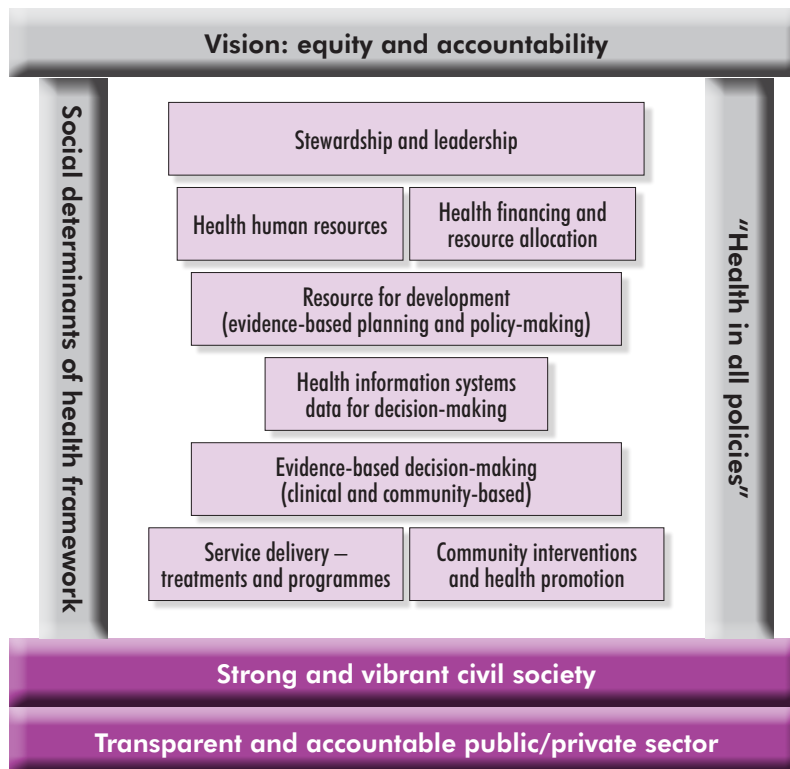 Vision: equity and accountability
Social determinants of health framework
Stewardship and leadership
Health human resources
Health financing and
resource allocation
Resource for development
(evidence-based planning and policy-making)
Health information systems
data for decision-making
Evidence-based decision-making
(clinical and community-based)
Service delivery –
treatments and programmes
Community interventions
and health promotion
“Health in all policies”
Strong and vibrant civil society
Transparent and accountable public/private sector